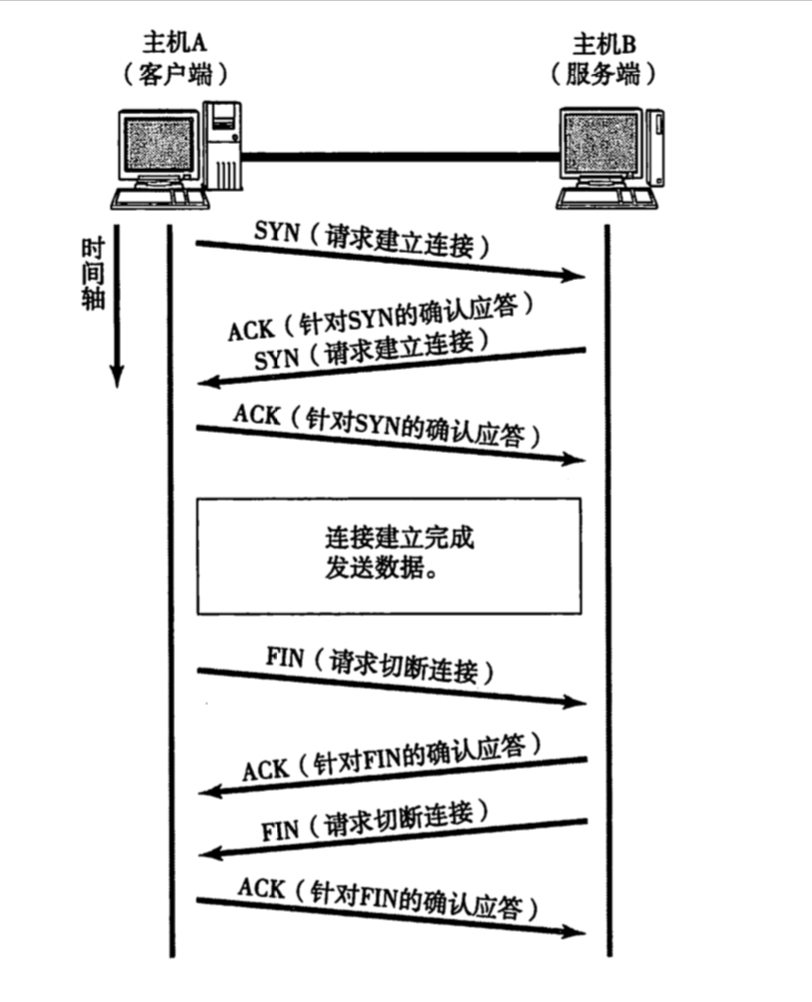 主机A
（客户端）
主机B
（服务端）
时间轴
SYN（请求建立连接）
ACK（针对SYN的确认应答）
SYN（请求建立连接）
ACK（针对SYN的确认应答）
连接建立完成
发送数据。
FIN（请求切断连接）
ACK（针对FIN的确认应答）
FIN（请求切断连接）
ACK（针对FIN的确认应答）